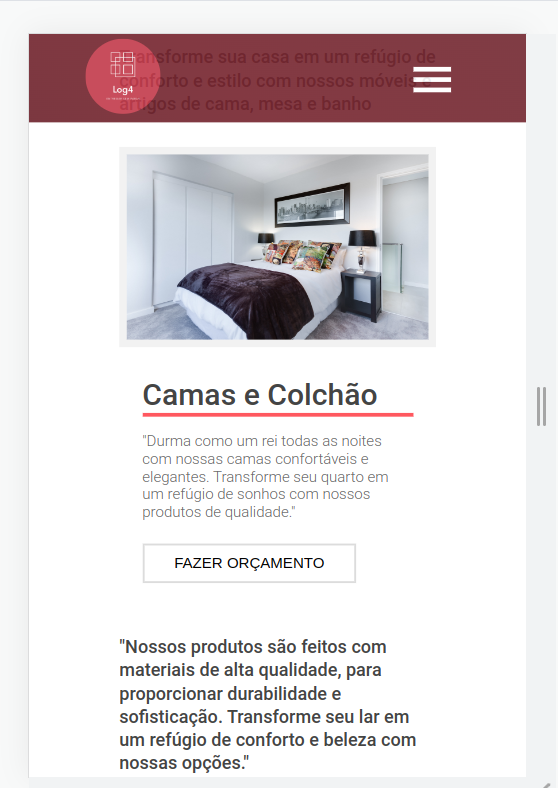 Transforme sua casa em um refúgio de
conforto e estilo com nossos móveis e
artigos de cama, mesa e banho
Log4
Camas e Colchão
"Durma como um rei todas as noites
com nossas camas confortáveis e
elegantes. Transforme seu quarto em
um refúgio de sonhos com nossos
produtos de qualidade."
FAZER ORÇAMENTO
"Nossos produtos são feitos com
materiais de alta qualidade, para
proporcionar durabilidade e
sofisticação. Transforme seu lar em
um refúgio de conforto e beleza com
nossas opções."